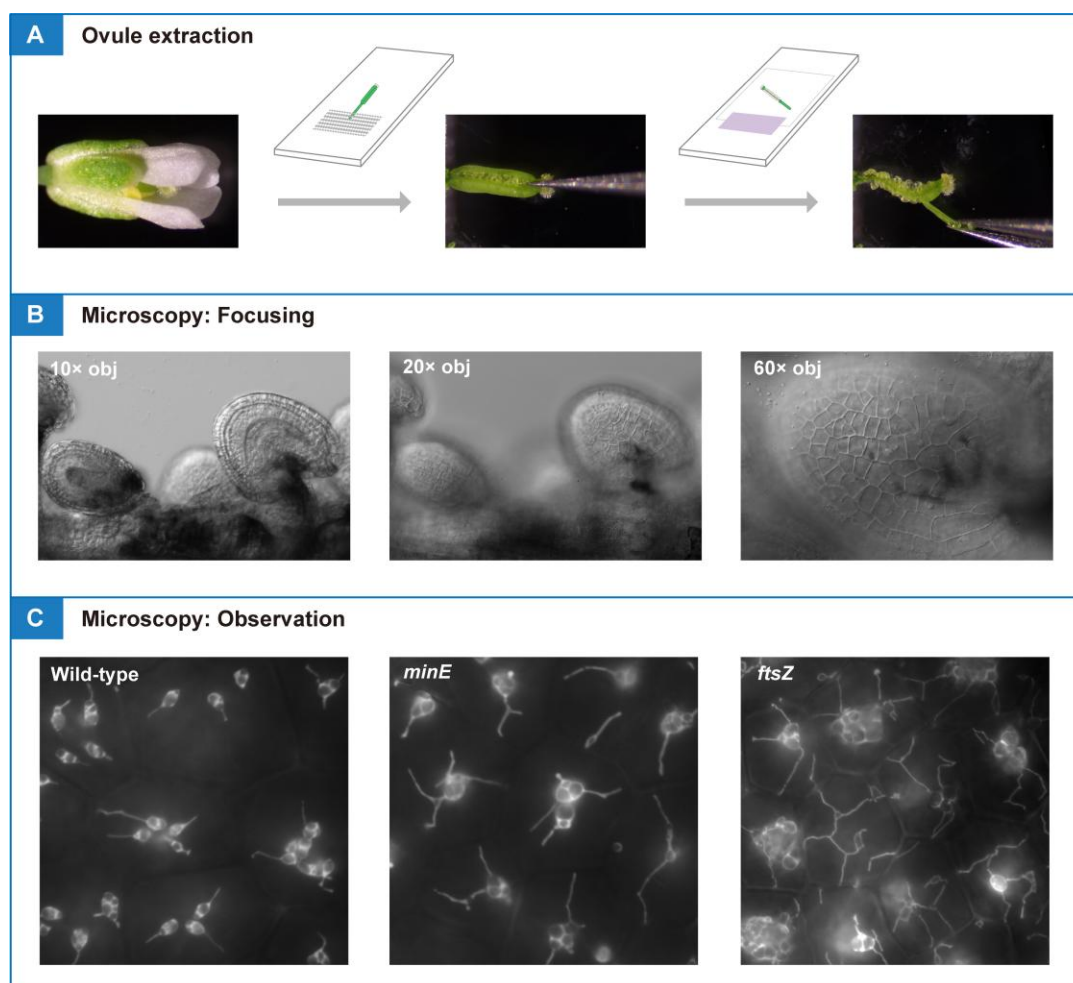 A Ovule extraction
B Microscopy: Focusing
10× obj
20× obj
60× obj
C Microscopy: Observation
Wild-type
minE
ftsZ